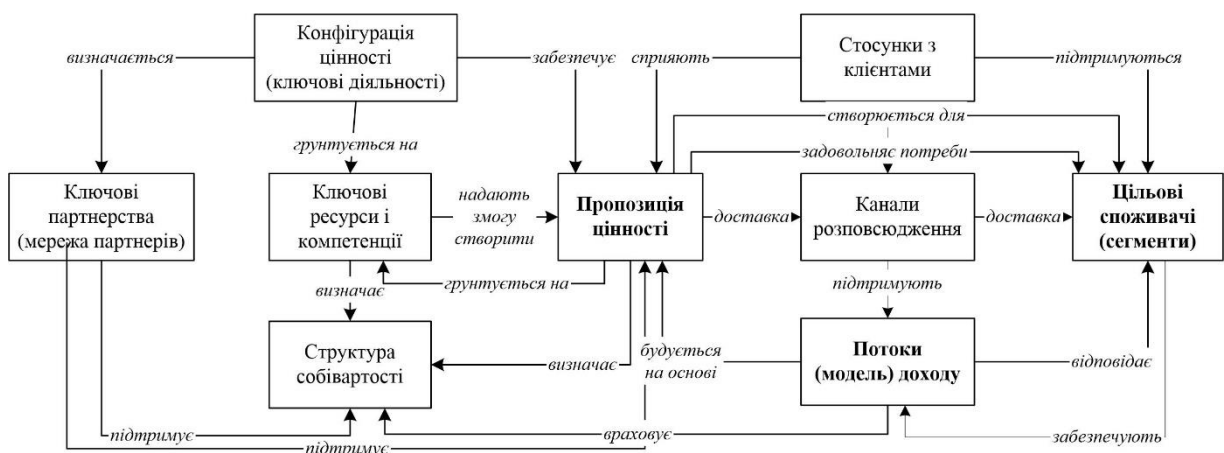 Конфігурація
цінності
(ключові діяльності)
Стосунки з
клієнтами
визначається
забезпечує
сприяють
підтримуються
створюється для
грунтується на
задовольняє потреби
Ключові
партнерства
(мережа партнерів)
Ключові
ресурси і
компетенції
надають
змогу
створити
Пропозиція
цінності
доставка
Канали
розповсюдження
доставка
Цільові
споживачі
(сегменти)
визначає
грунтується на
підтримують
Структура
собівартості
визначає
будується
на основі
Потоки
(модель) доходу
відповідає
підтримує
підтримує
враховує
забезпечують